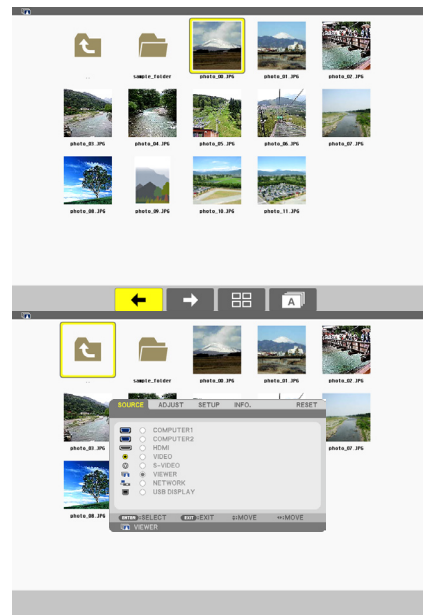 ... sample_folder photo_00.JPG photo_01.JPG photo_02.JPG
photo_03.JPG photo_04.JPG photo_05.JPG photo_06.JPG photo_07.JPG
photo_08.JPG photo_09.JPG photo_10.JPG photo_11.JPG
A
... sample_folder photo_00.JPG photo_01.JPG photo_02.JPG
SOURCE ADJUST SETUP INFO. RESET
COMPUTER1
COMPUTER2
HDMI
VIDEO
S-VIDEO
photo_03.JPG VIEWER photo_07.JPG
NETWORK
USB DISPLAY
photo_08.JPG ENTER :SELECT EXIT :EXIT :MOVE :MOVE
VIEWER